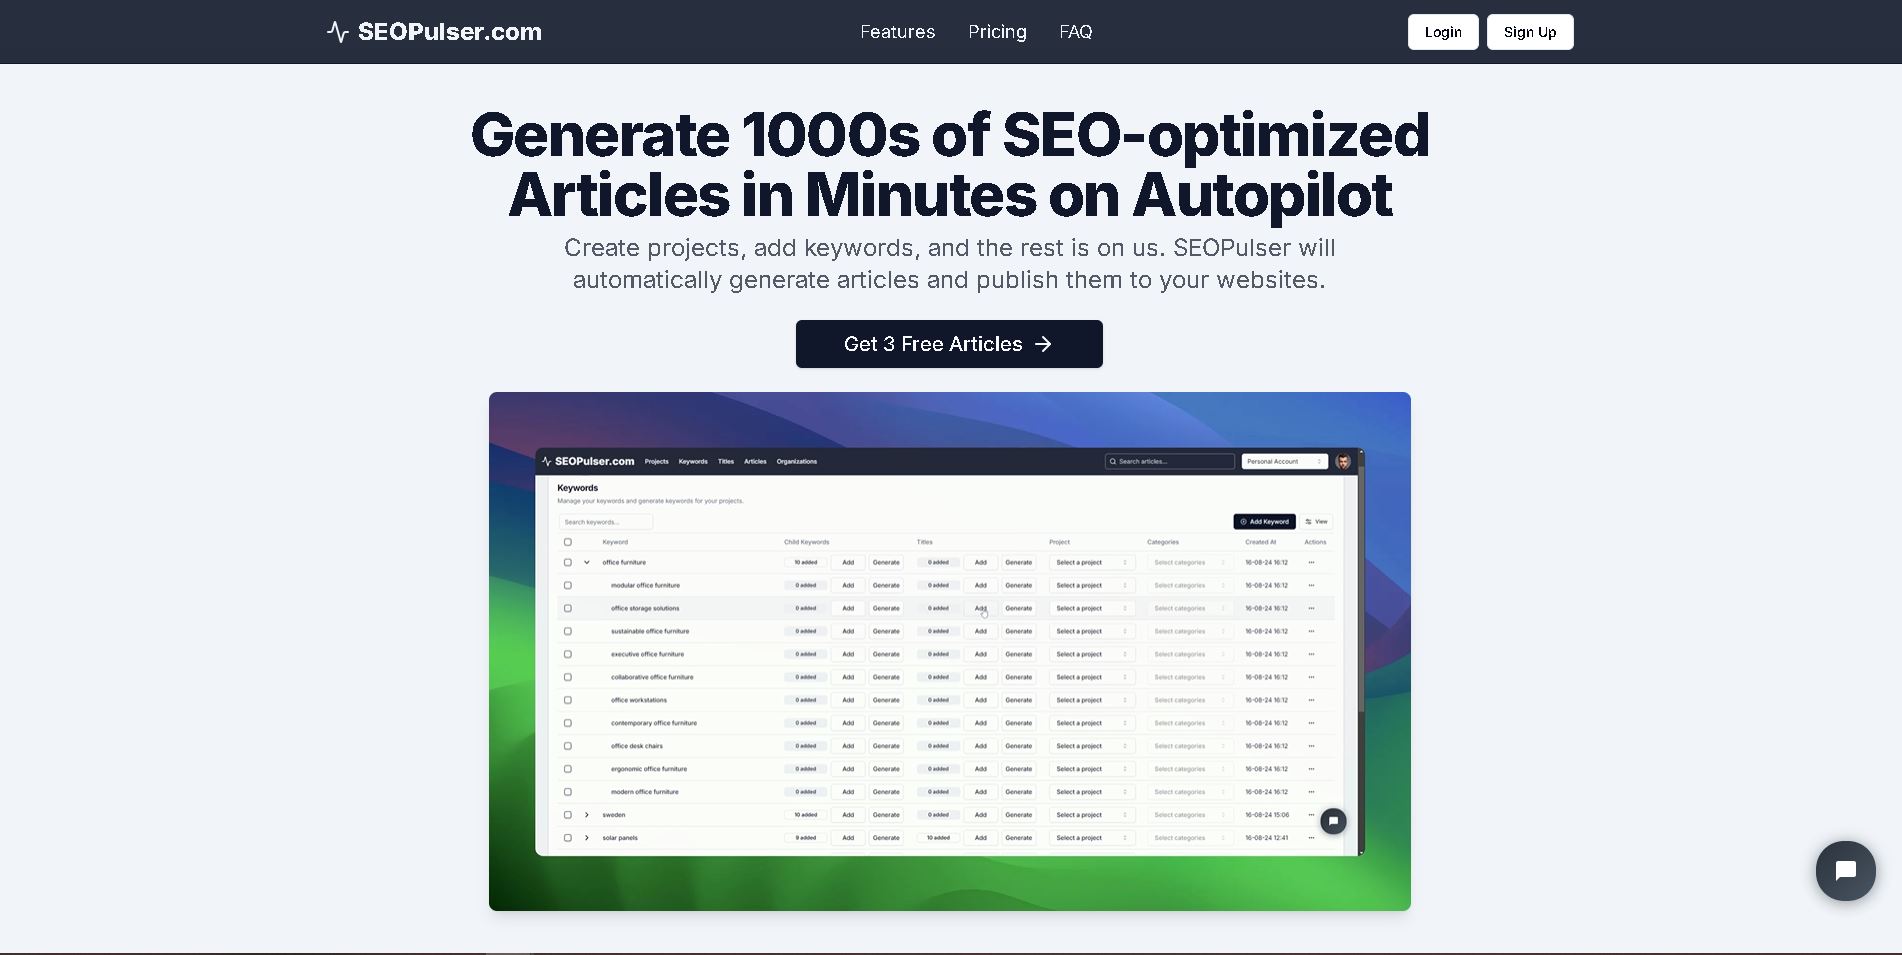 SEOPulser.com
Features Pricing FAQ
Login Sign Up
Generate 1000s of SEO-optimized
Articles in Minutes on Autopilot
Create projects, add keywords, and the rest is on us. SEOPulser will
automatically generate articles and publish them to your websites.
Get 3 Free Articles →
SEOPulser.com Projects Keywords Titles Articles Organizations Search articles... Personal Account
Keywords
Manage your keywords and generate keywords for your projects.
Search keywords... Add Keyword View
Keyword Child Keywords Titles Project Categories Created At Actions
office furniture 10 added Add Generate 0 added Add Generate Select a project Select categories 16-08-24 16:12 ...
modular office furniture 0 added Add Generate 0 added Add Generate Select a project Select categories 16-08-24 16:12 ...
office storage solutions 0 added Add Generate 0 added Add Generate Select a project Select categories 16-08-24 16:12 ...
sustainable office furniture 0 added Add Generate 0 added Add Generate Select a project Select categories 16-08-24 16:12 ...
executive office furniture 0 added Add Generate 0 added Add Generate Select a project Select categories 16-08-24 16:12 ...
collaborative office furniture 0 added Add Generate 0 added Add Generate Select a project Select categories 16-08-24 16:12 ...
office workstations 0 added Add Generate 0 added Add Generate Select a project Select categories 16-08-24 16:12 ...
contemporary office furniture 0 added Add Generate 0 added Add Generate Select a project Select categories 16-08-24 16:12 ...
office desk chairs 0 added Add Generate 0 added Add Generate Select a project Select categories 16-08-24 16:12 ...
ergonomic office furniture 0 added Add Generate 0 added Add Generate Select a project Select categories 16-08-24 16:12 ...
modern office furniture 0 added Add Generate 0 added Add Generate Select a project Select categories 16-08-24 16:12 ...
sweden 10 added Add Generate 0 added Add Generate Select a project Select categories 16-08-24 15:06 ...
solar panels 9 added Add Generate 10 added Add Generate Select a project Select categories 16-08-24 12:41 ...